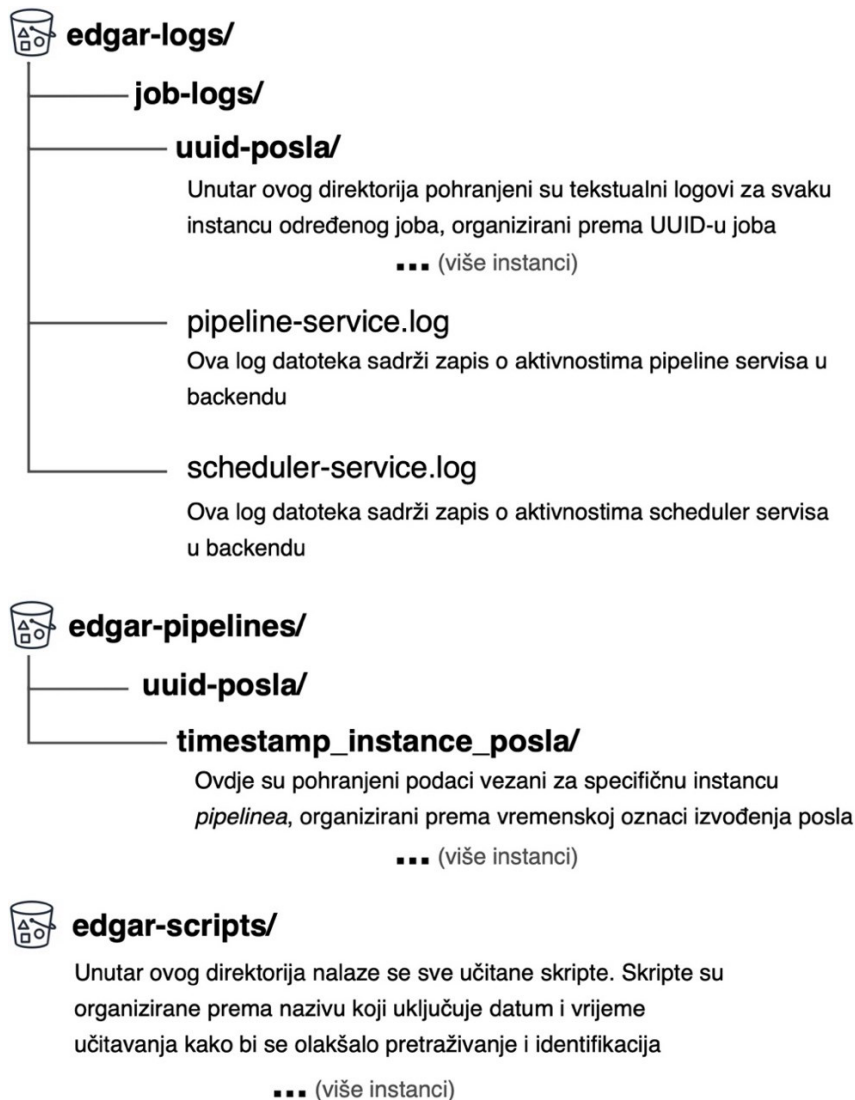 edgar-logs/
job-logs/
uuid-posla/
Unutar ovog direktorija pohranjeni su tekstualni logovi za svaku
instancu određenog joba, organizirani prema UUID-u joba
... (više instanci)
pipeline-service.log
Ova log datoteka sadrži zapis o aktivnostima pipeline servisa u
backendu
scheduler-service.log
Ova log datoteka sadrži zapis o aktivnostima scheduler servisa
u backendu
edgar-pipelines/
uuid-posla/
timestamp_instance_posla/
Ovdje su pohranjeni podaci vezani za specifičnu instancu
pipelinea, organizirani prema vremenskoj oznaci izvođenja posla
... (više instanci)
edgar-scripts/
Unutar ovog direktorija nalaze se sve učitane skripte. Skripte su
organizirane prema nazivu koji uključuje datum i vrijeme
učitavanja kako bi se olakšalo pretraživanje i identifikacija
... (više instanci)